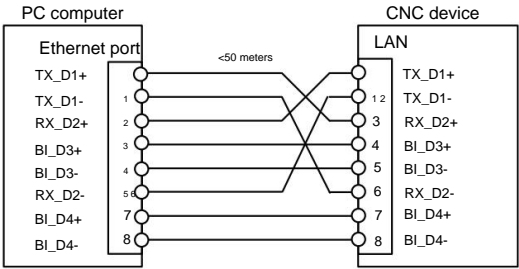 PC computer
CNC device
Ethernet port
LAN
<50 meters
TX_D1+
TX_D1-
RX_D2+
BI_D3+
BI_D3-
RX_D2-
BI_D4+
BI_D4-
1
2
3
4
5 6
7
8
1 2
3
4
5
6
7
8
TX_D1+
TX_D1-
RX_D2+
BI_D3+
BI_D3-
RX_D2-
BI_D4+
BI_D4-